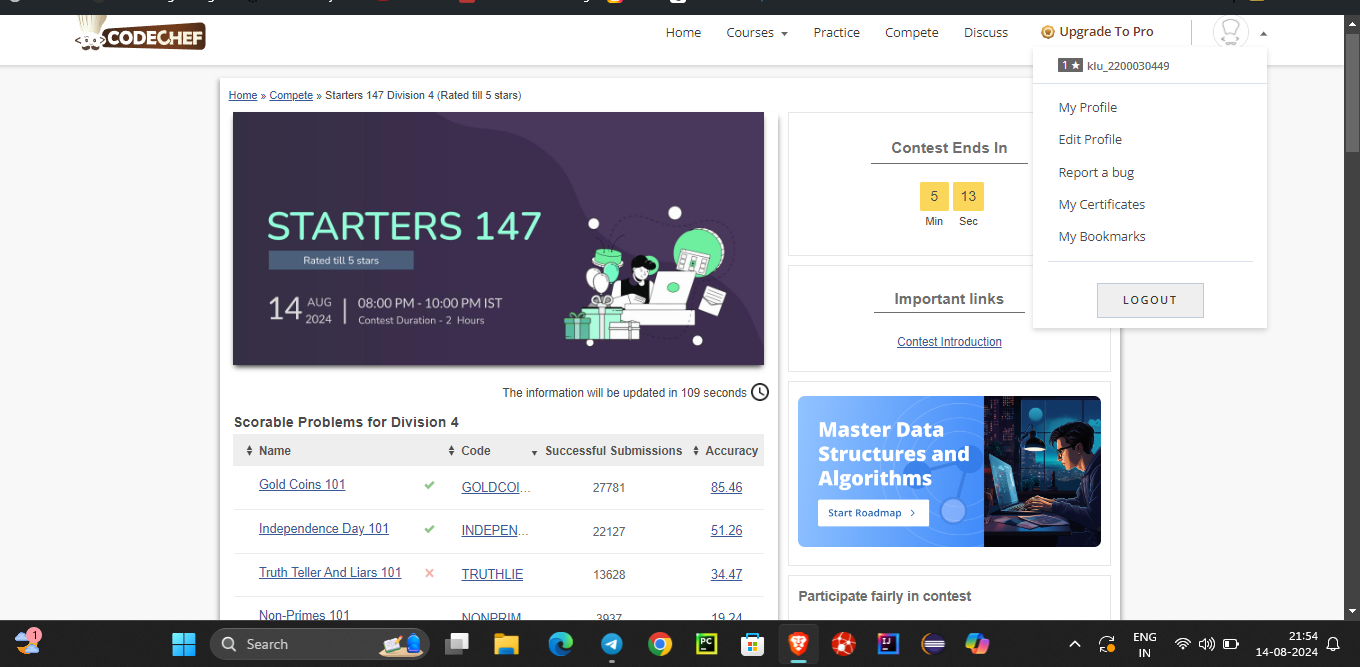 CODECHEF
Home
Courses
Practice
Compete
Discuss
Upgrade To Pro
1★ klu_2200030449
My Profile
Edit Profile
Report a bug
My Certificates
My Bookmarks
LOGOUT
Home » Compete » Starters 147 Division 4 (Rated till 5 stars)
STARTERS 147
Rated till 5 stars
14 AUG 2024 | 08:00 PM - 10:00 PM IST
Contest Duration - 2 Hours
Contest Ends In
5 13
Min Sec
Important links
Contest Introduction
The information will be updated in 109 seconds
Scorable Problems for Division 4
Name Code Successful Submissions Accuracy
Gold Coins 101 GOLDCOI... 27781 85.46
Independence Day 101 INDEPEN... 22127 51.26
Truth Teller And Liars 101 TRUTHLIE 13628 34.47
Non-Primes 101 NONPRIM 3937 19.24
Master Data
Structures and
Algorithms
Start Roadmap >
Participate fairly in contest
1
Search
PC
IJ
ENG
IN
21:54
14-08-2024